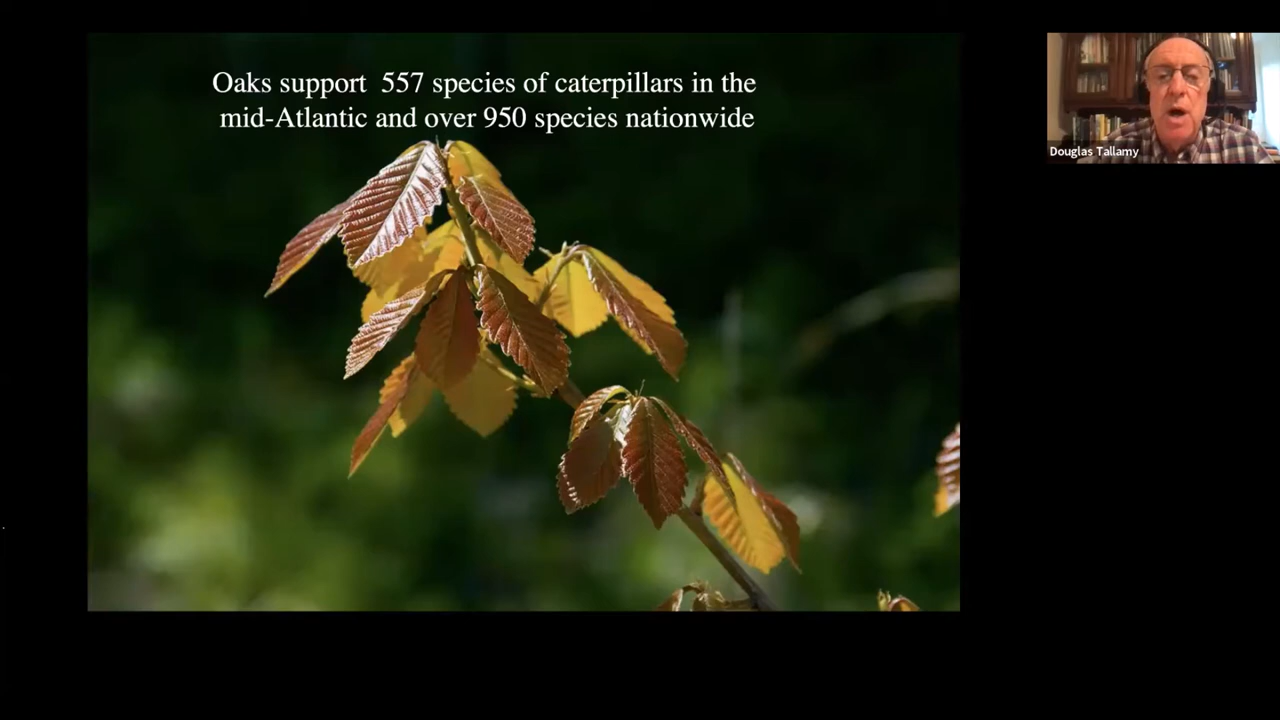 Oaks support  557 species of caterpillars in the
mid-Atlantic and over 950 species nationwide
Douglas Tallamy